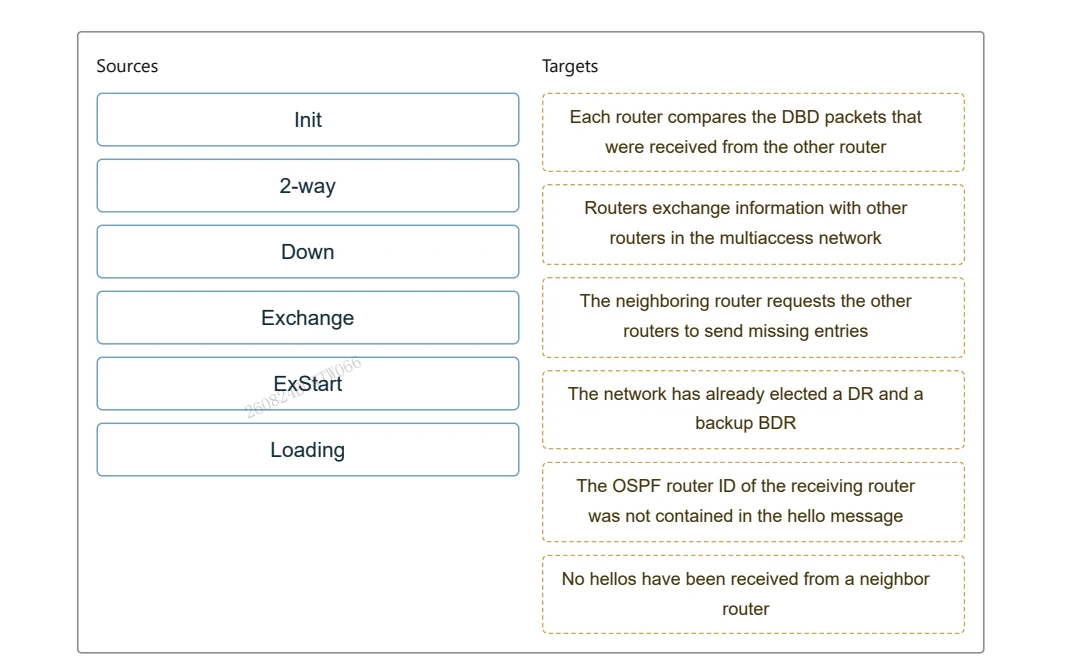 Sources
Targets
Init
2-way
Down
Exchange
ExStart
Loading
Each router compares the DBD packets that
were received from the other router
Routers exchange information with other
routers in the multiaccess network
The neighboring router requests the other
routers to send missing entries
The network has already elected a DR and a
backup BDR
The OSPF router ID of the receiving router
was not contained in the hello message
No hellos have been received from a neighbor
router